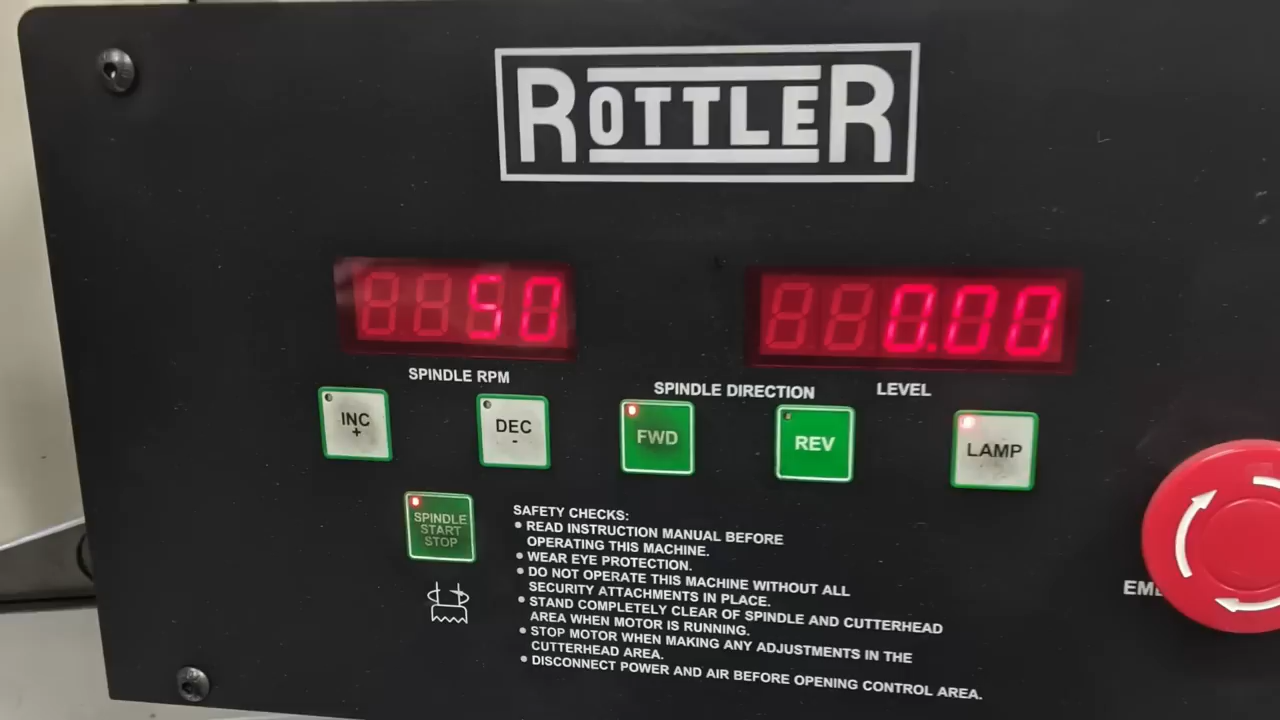 ROTTLER
50
0.00
SPINDLE RPM
SPINDLE DIRECTION
LEVEL
INC
+
DEC
-
FWD
REV
LAMP
SPINDLE
START
STOP
SAFETY CHECKS:
• READ INSTRUCTION MANUAL BEFORE
OPERATING THIS MACHINE.
• WEAR EYE PROTECTION.
• DO NOT OPERATE THIS MACHINE WITHOUT ALL
SECURITY ATTACHMENTS IN PLACE.
• STAND COMPLETELY CLEAR OF SPINDLE AND CUTTERHEAD
AREA WHEN MOTOR IS RUNNING.
• STOP MOTOR WHEN MAKING ANY ADJUSTMENTS IN THE
CUTTERHEAD AREA.
• DISCONNECT POWER AND AIR BEFORE OPENING CONTROL AREA.